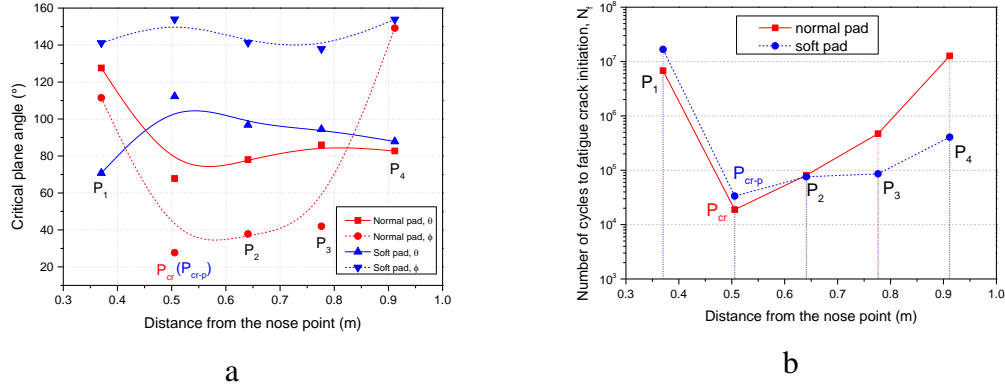 160
140
120
100
80
60
40
20
Critical plane angle (°)
0.3 0.4 0.5 0.6 0.7 0.8 0.9 1.0
Distance from the nose point (m)
P1
Pcr (Pcr-p)
P2
P3
P4
Normal pad, θ
Normal pad, ϕ
Soft pad, θ
Soft pad, ϕ
a
10^8
10^7
10^6
10^5
10^4
10^3
Number of cycles to fatigue crack initiation, Ni
normal pad
soft pad
P1
Pcr-p
Pcr
P2
P3
P4
0.3 0.4 0.5 0.6 0.7 0.8 0.9 1.0
Distance from the nose point (m)
b